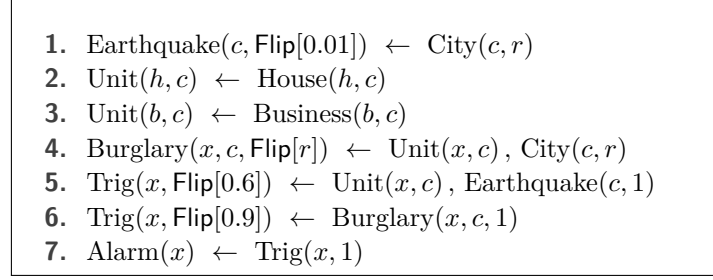 1. Earthquake(c, Flip[0.01]) ← City(c, r)
2. Unit(h, c) ← House(h, c)
3. Unit(b, c) ← Business(b, c)
4. Burglary(x, c, Flip[r]) ← Unit(x, c) , City(c, r)
5. Trig(x, Flip[0.6]) ← Unit(x, c) , Earthquake(c, 1)
6. Trig(x, Flip[0.9]) ← Burglary(x, c, 1)
7. Alarm(x) ← Trig(x, 1)